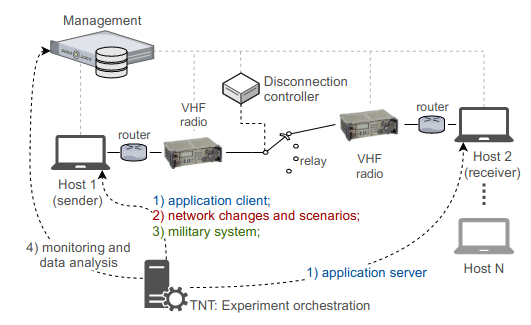 Management
Disconnection
controller
VHF
radio
router
router
Host 1
(sender)
relay
VHF
radio
Host 2
(receiver)
1) application client;
2) network changes and scenarios;
3) military system;
4) monitoring and
data analysis
1) application server
Host N
TNT: Experiment orchestration